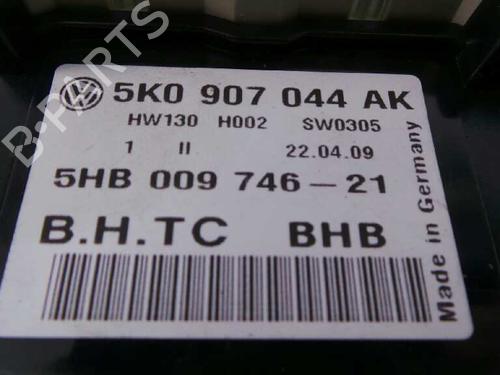 5K0 907 044 AK
HW130 H002 SW0305
1 II 22.04.09
5HB 009 746-21
B.H.TC BHB
Made in Germany
B-PARTS